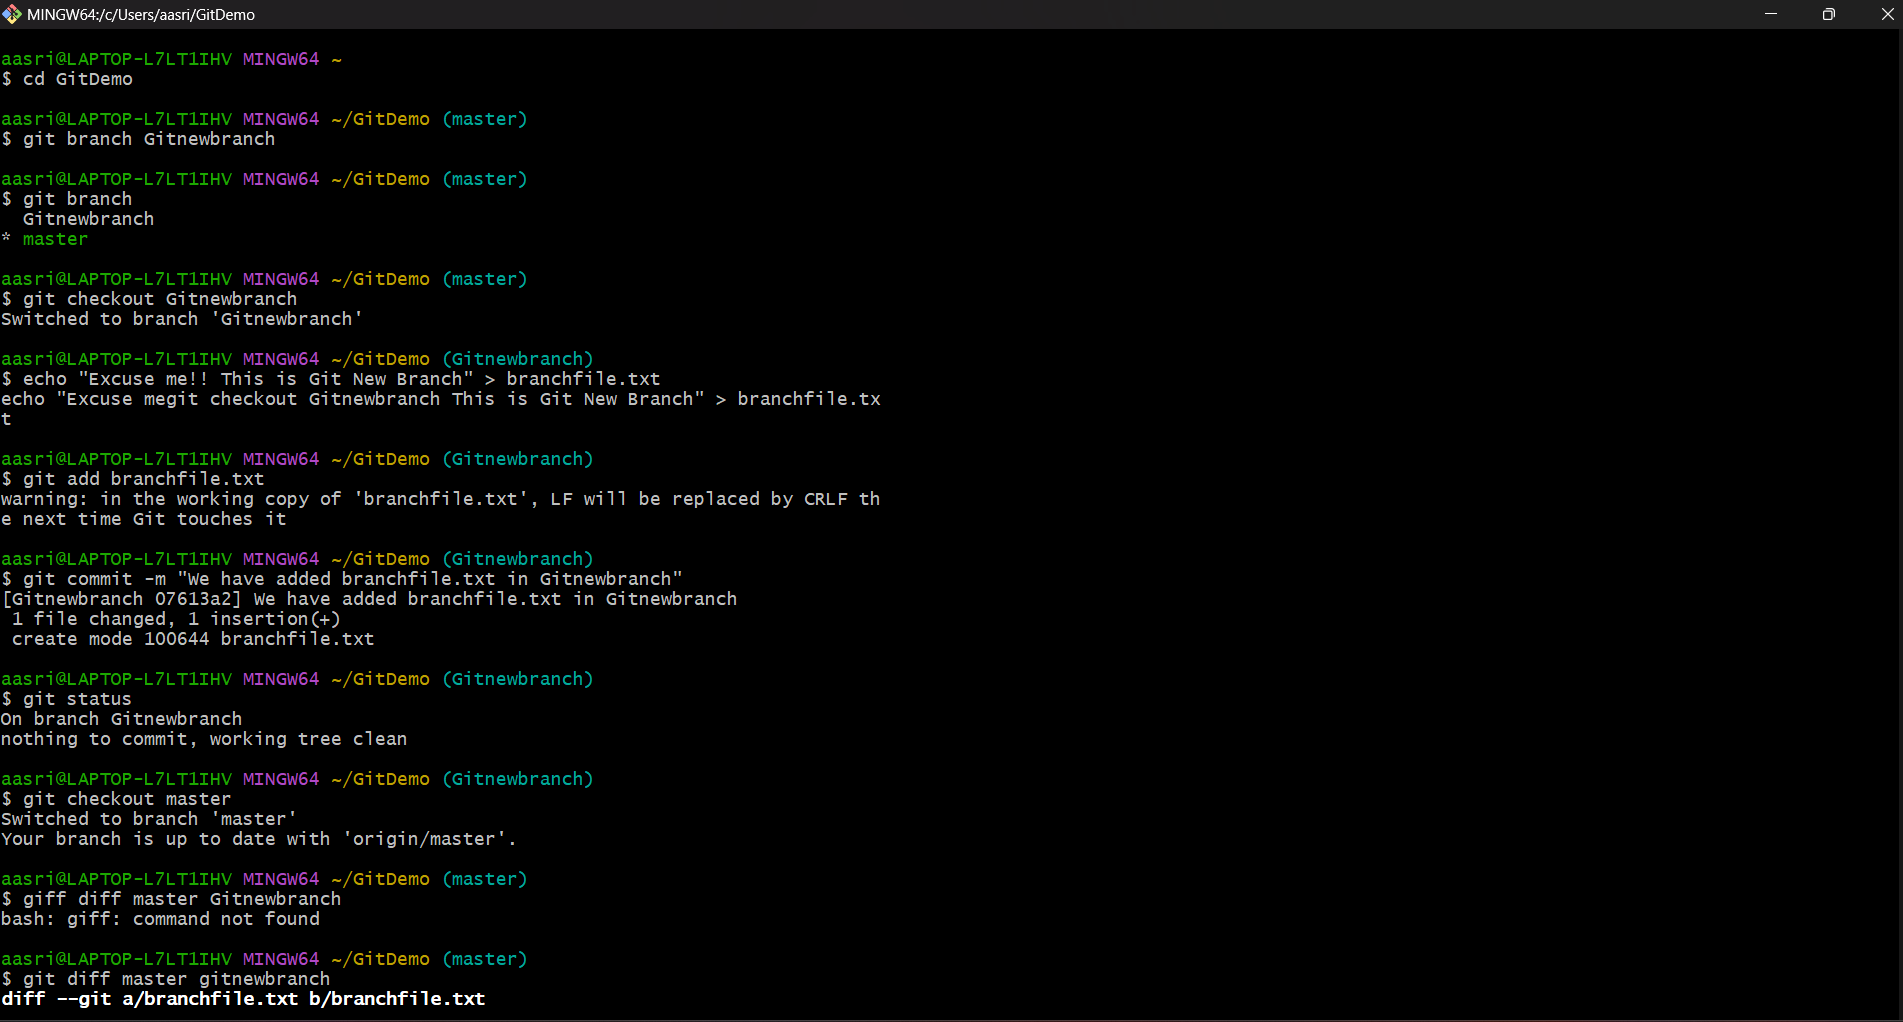 MINGW64:/c/Users/aasri/GitDemo
aasri@LAPTOP-L7LT1IHV MINGW64 ~
$ cd GitDemo
aasri@LAPTOP-L7LT1IHV MINGW64 ~/GitDemo (master)
$ git branch Gitnewbranch
aasri@LAPTOP-L7LT1IHV MINGW64 ~/GitDemo (master)
$ git branch
  Gitnewbranch
* master
aasri@LAPTOP-L7LT1IHV MINGW64 ~/GitDemo (master)
$ git checkout Gitnewbranch
Switched to branch 'Gitnewbranch'
aasri@LAPTOP-L7LT1IHV MINGW64 ~/GitDemo (Gitnewbranch)
$ echo "Excuse me!! This is Git New Branch" > branchfile.txt
echo "Excuse megit checkout Gitnewbranch This is Git New Branch" > branchfile.tx
t
aasri@LAPTOP-L7LT1IHV MINGW64 ~/GitDemo (Gitnewbranch)
$ git add branchfile.txt
warning: in the working copy of 'branchfile.txt', LF will be replaced by CRLF th
e next time Git touches it
aasri@LAPTOP-L7LT1IHV MINGW64 ~/GitDemo (Gitnewbranch)
$ git commit -m "We have added branchfile.txt in Gitnewbranch"
[Gitnewbranch 07613a2] We have added branchfile.txt in Gitnewbranch
 1 file changed, 1 insertion(+)
 create mode 100644 branchfile.txt
aasri@LAPTOP-L7LT1IHV MINGW64 ~/GitDemo (Gitnewbranch)
$ git status
On branch Gitnewbranch
nothing to commit, working tree clean
aasri@LAPTOP-L7LT1IHV MINGW64 ~/GitDemo (Gitnewbranch)
$ git checkout master
Switched to branch 'master'
Your branch is up to date with 'origin/master'.
aasri@LAPTOP-L7LT1IHV MINGW64 ~/GitDemo (master)
$ giff diff master Gitnewbranch
bash: giff: command not found
aasri@LAPTOP-L7LT1IHV MINGW64 ~/GitDemo (master)
$ git diff master gitnewbranch
diff --git a/branchfile.txt b/branchfile.txt